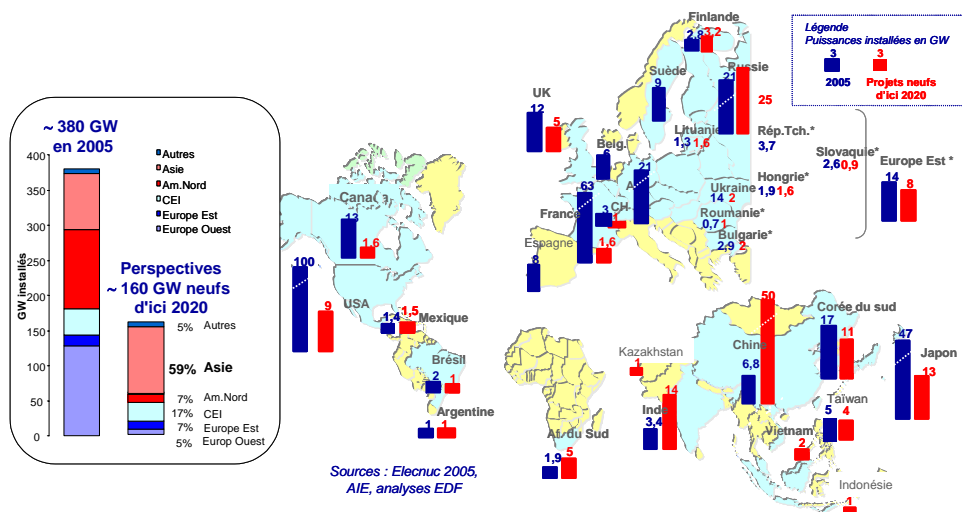 ~ 380 GW
en 2005
400
350
300
250
200
150
100
50
0
GW installés
Autres
Asie
Am.Nord
CEI
Europe Est
Europe Ouest
Perspectives
~ 160 GW neufs
d'ici 2020
5% Autres
59% Asie
7% Am.Nord
17% CEI
7% Europe Est
5% Europ Ouest
Canada
13
1,6
100
USA
9
1,4
1,5
Mexique
Brésil
2
1
Argentine
1
1
Sources : Elecnuc 2005,
AIE, analyses EDF
Finlande
2,8
3,2
Suède
9
Russie
21
25
UK
12
5
Belg.
6
Lituanie
1,3
1,6
Rép.Tch.*
3,7
A
21
63
France
3
CH
1
1,6
Espagne
8
Slovaquie*
2,6
0,9
Hongrie*
1,9
1,6
Ukraine
14
2
Roumanie*
0,7
1
Bulgarie*
2,9
2
Europe Est *
14
8
Légende
Puissances installées en GW
3
3
2005
Projets neufs
d'ici 2020
Af. du Sud
1,9
5
Kazakhstan
1
Inde
3,4
14
Chine
6,8
50
Corée du sud
17
11
47
Japon
13
Taïwan
5
4
Vietnam
2
Indonésie
1